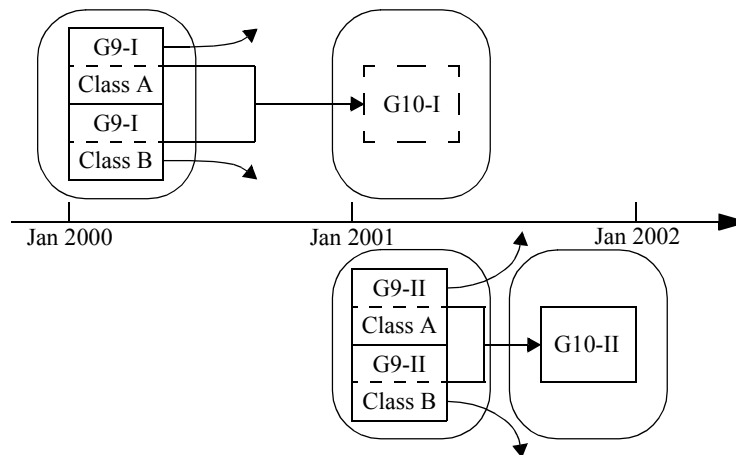 G9-I
Class A
G9-I
Class B
G10-I
Jan 2000
Jan 2001
Jan 2002
G9-II
Class A
G9-II
Class B
G10-II